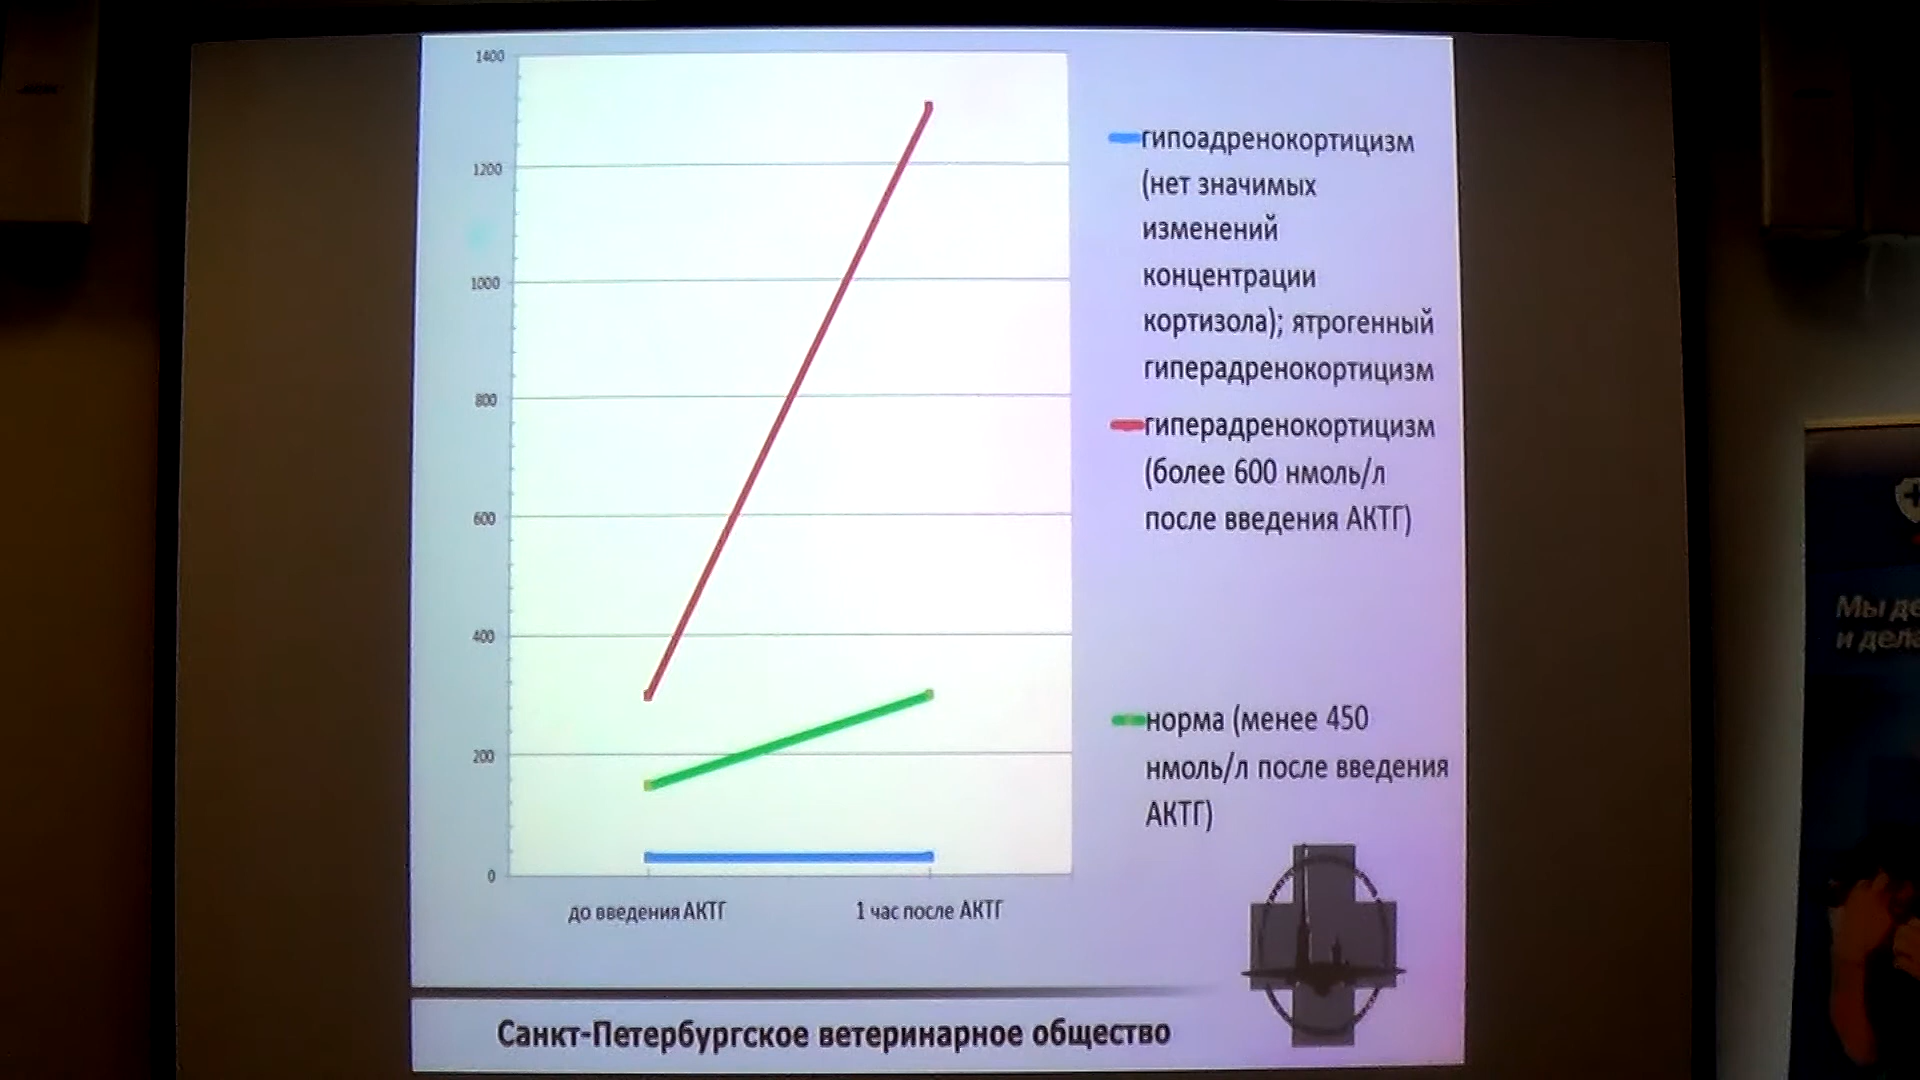 1400
1200
1000
800
600
400
200
0
до введения АКТГ
1 час после АКТГ
гипоадренокортицизм
(нет значимых
изменений
концентрации
кортизола); ятрогенный
гиперадренокортицизм
гиперадренокортицизм
(более 600 нмоль/л
после введения АКТГ)
норма (менее 450
нмоль/л после введения
АКТГ)
Санкт-Петербургское ветеринарное общество
Мы
и